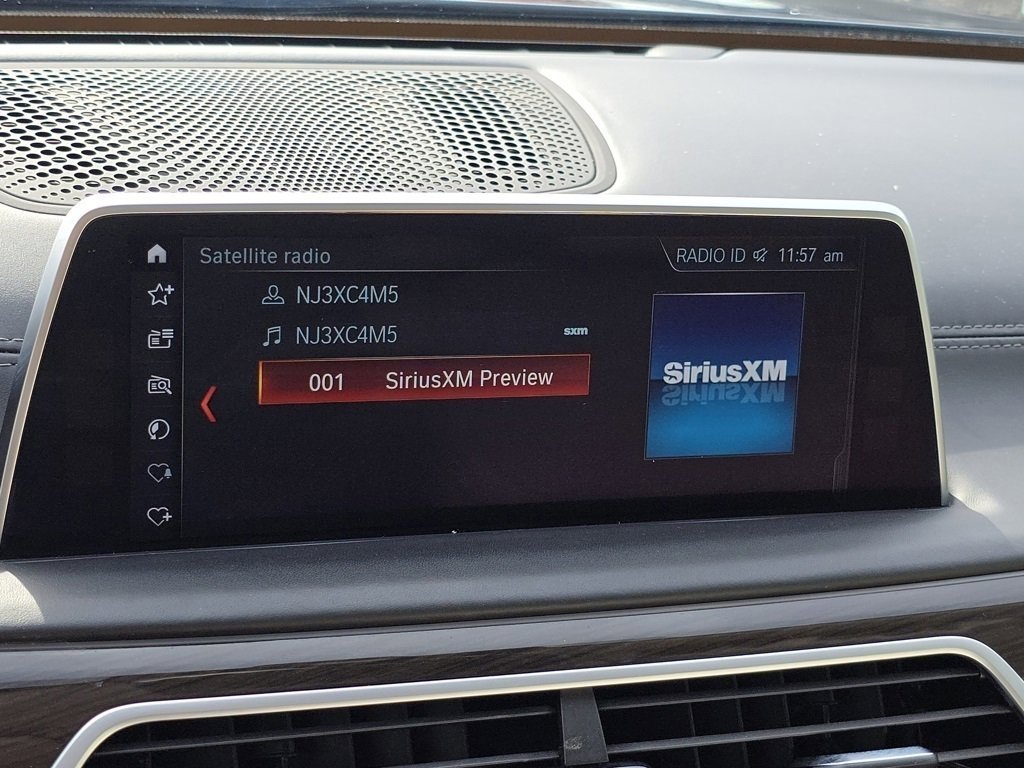 Satellite radio
RADIO ID 11:57 am
NJ3XC4M5
NJ3XC4M5
sxm
001 SiriusXM Preview
SiriusXM